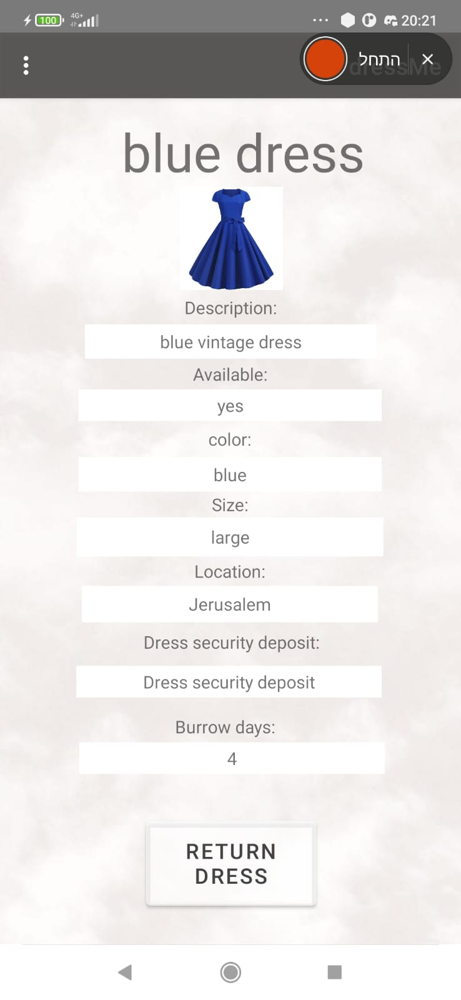 100 4G+ ... 20:21
התחל dressMe
blue dress
Description:
blue vintage dress
Available:
yes
color:
blue
Size:
large
Location:
Jerusalem
Dress security deposit:
Dress security deposit
Burrow days:
4
RETURN
DRESS